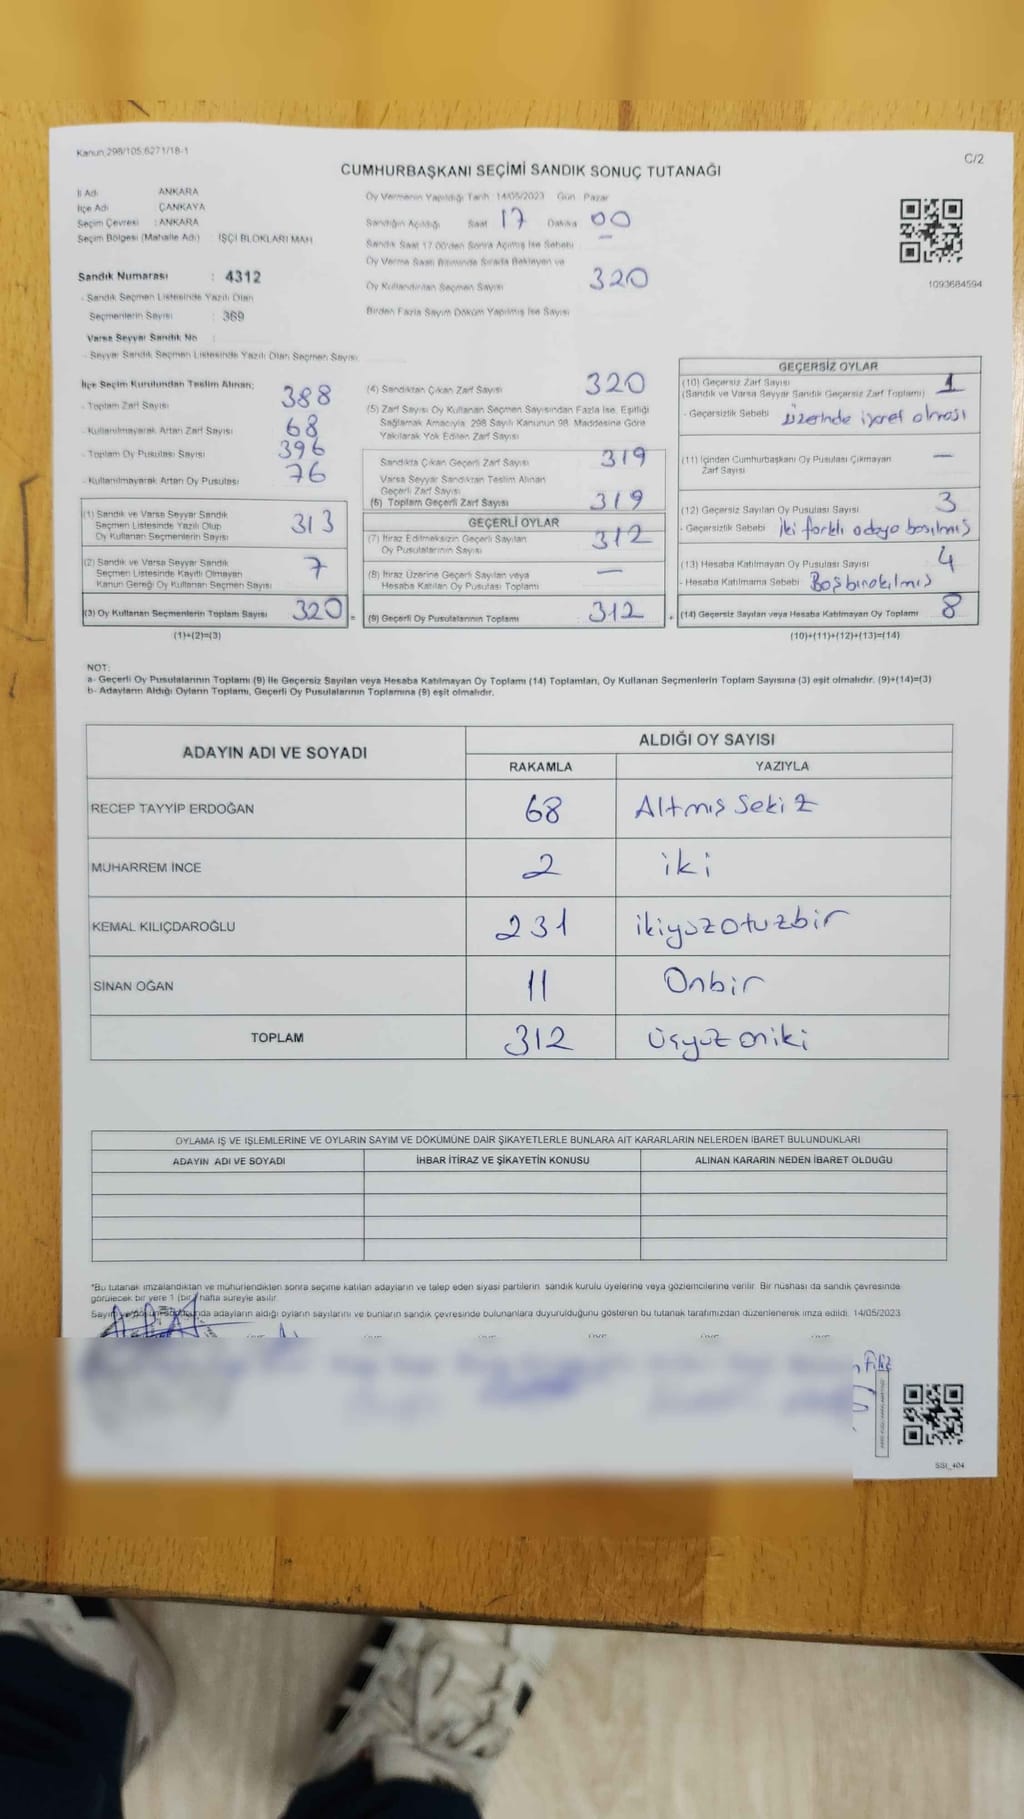 Kanun 298/105,6271/18-1
C/2
CUMHURBAŞKANI SEÇİMİ SANDIK SONUÇ TUTANAĞI
İl Adı : ANKARA
İlçe Adı : ÇANKAYA
Seçim Çevresi : ANKARA
Seçim Bölgesi (Mahalle Adı) : İŞÇİ BLOKLARI MAH
Sandık Numarası : 4312
- Sandık Seçmen Listesinde Yazılı Olan
Seçmenlerin Sayısı : 369
Varsa Seyyar Sandık No :
- Seyyar Sandık Seçmen Listesinde Yazılı Olan Seçmen Sayısı
Oy Vermenin Yapıldığı Tarih 14/05/2023 Gün Pazar
Sandığın Açıldığı Saat 17 Dakika 00
Sandık Saat 17.00'den Sonra Açılmış İse Sebebi —
Oy Verme Saati Bitiminde Sırada Bekleyen ve
Oy Kullandırılan Seçmen Sayısı 320
Birden Fazla Sayım Döküm Yapılmış İse Sayısı
1093684594
İlçe Seçim Kurulundan Teslim Alınan;
- Toplam Zarf Sayısı 388
- Kullanılmayarak Artan Zarf Sayısı 68
- Toplam Oy Pusulası Sayısı 396
- Kullanılmayarak Artan Oy Pusulası 76
(1) Sandık ve Varsa Seyyar Sandık
Seçmen Listesinde Yazılı Olup
Oy Kullanan Seçmenlerin Sayısı 313
(2) Sandık ve Varsa Seyyar Sandık
Seçmen Listesinde Kayıtlı Olmayan
Kanun Gereği Oy Kullanan Seçmen Sayısı 7
(3) Oy Kullanan Seçmenlerin Toplam Sayısı 320 =
(1)+(2)=(3)
(4) Sandıktan Çıkan Zarf Sayısı 320
(5) Zarf Sayısı Oy Kullanan Seçmen Sayısından Fazla İse, Eşitliği
Sağlamak Amacıyla 298 Sayılı Kanunun 98. Maddesine Göre
Yakılarak Yok Edilen Zarf Sayısı
Sandıkta Çıkan Geçerli Zarf Sayısı 319
Varsa Seyyar Sandıktan Teslim Alınan
Geçerli Zarf Sayısı
(6) Toplam Geçerli Zarf Sayısı 319
GEÇERLİ OYLAR
(7) İtiraz Edilmeksizin Geçerli Sayılan
Oy Pusulalarının Sayısı 312
(8) İtiraz Üzerine Geçerli Sayılan veya
Hesaba Katılan Oy Pusulası Toplamı —
(9) Geçerli Oy Pusulalarının Toplamı 312 +
GEÇERSİZ OYLAR
(10) Geçersiz Zarf Sayısı 1
(Sandık ve Varsa Seyyar Sandık Geçersiz Zarf Toplamı)
- Geçersizlik Sebebi üzerinde işaret olması
(11) İçinden Cumhurbaşkanı Oy Pusulası Çıkmayan —
Zarf Sayısı
(12) Geçersiz Sayılan Oy Pusulası Sayısı 3
- Geçersizlik Sebebi iki farklı adaya basılmış
(13) Hesaba Katılmayan Oy Pusulası Sayısı 4
- Hesaba Katılmama Sebebi Boş bırakılmış
(14) Geçersiz Sayılan veya Hesaba Katılmayan Oy Toplamı 8
(10)+(11)+(12)+(13)=(14)
NOT:
a- Geçerli Oy Pusulalarının Toplamı (9) ile Geçersiz Sayılan veya Hesaba Katılmayan Oy Toplamı (14) Toplamları, Oy Kullanan Seçmenlerin Toplam Sayısına (3) eşit olmalıdır. (9)+(14)=(3)
b- Adayların Aldığı Oyların Toplamı, Geçerli Oy Pusulalarının Toplamına (9) eşit olmalıdır.
ADAYIN ADI VE SOYADI ALDIĞI OY SAYISI
RAKAMLA YAZIYLA
RECEP TAYYİP ERDOĞAN 68 Altmış Sekiz
MUHARREM İNCE 2 iki
KEMAL KILIÇDAROĞLU 231 ikiyüzotuzbir
SİNAN OĞAN 11 Onbir
TOPLAM 312 üçyüz oniki
OYLAMA İŞ VE İŞLEMLERİNE VE OYLARIN SAYIM VE DÖKÜMÜNE DAİR ŞİKAYETLERLE BUNLARA AİT KARARLARIN NELERDEN İBARET BULUNDUKLARI
ADAYIN ADI VE SOYADI İHBAR İTİRAZ VE ŞİKAYETİN KONUSU ALINAN KARARIN NEDEN İBARET OLDUĞU
*Bu tutanak imzalandıktan ve mühürlendikten sonra seçime katılan adayların ve talep eden siyasi partilerin sandık kurulu üyelerine veya gözlemcilerine verilir. Bir nüshası da sandık çevresinde
görülecek bir yere 1 (bir) hafta süreyle asılır.
Sayım ve döküm sonucunda adayların aldığı oyların sayılarını ve bunların sandık çevresinde bulunanlara duyurulduğunu gösteren bu tutanak tarafımızdan düzenlenerek imza edildi. 14/05/2023
Filiz
SSI_404